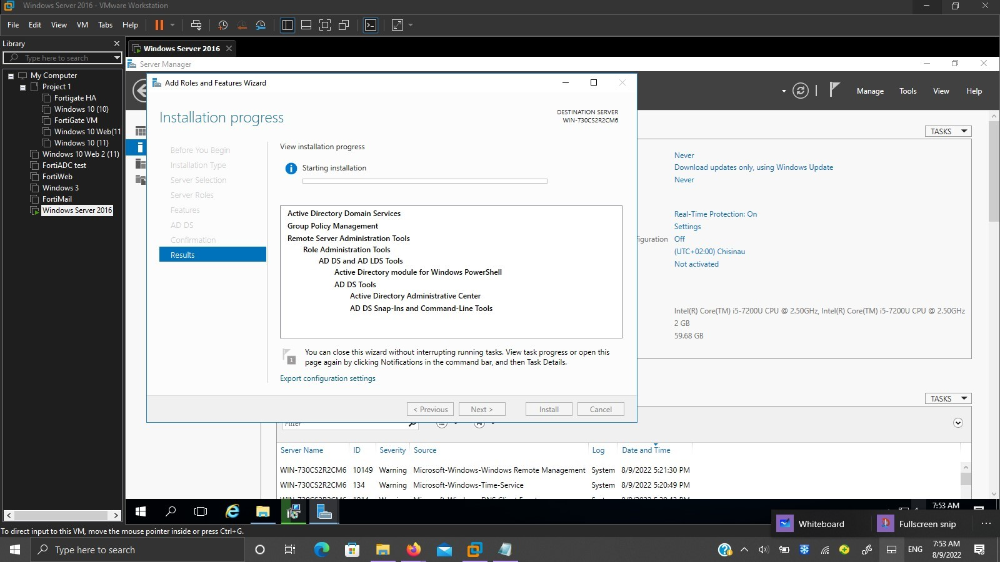 Windows Server 2016 - VMware Workstation
File Edit View VM Tabs Help
Library
Type here to search
My Computer
Project 1
Fortigate HA
Windows 10 (10)
FortiGate VM
Windows 10 Web(11
Windows 10 (11)
Windows 10 Web 2 (11)
FortiADC test
FortiWeb
Windows 3
FortiMail
Windows Server 2016
Windows Server 2016
Server Manager
Manage Tools View Help
Add Roles and Features Wizard
Installation progress
DESTINATION SERVER
WIN-730CS2R2CM6
Before You Begin
Installation Type
Server Selection
Server Roles
Features
AD DS
Confirmation
Results
View installation progress
Starting installation
Active Directory Domain Services
Group Policy Management
Remote Server Administration Tools
Role Administration Tools
AD DS and AD LDS Tools
Active Directory module for Windows PowerShell
AD DS Tools
Active Directory Administrative Center
AD DS Snap-Ins and Command-Line Tools
1
You can close this wizard without interrupting running tasks. View task progress or open this
page again by clicking Notifications in the command bar, and then Task Details.
Export configuration settings
< Previous Next > Install Cancel
TASKS
Never
Download updates only, using Windows Update
Never
Real-Time Protection: On
Settings
figuration Off
(UTC+02:00) Chisinau
Not activated
Intel(R) Core(TM) i5-7200U CPU @ 2.50GHz, Intel(R) Core(TM) i5-7200U CPU @ 2.50GHz
2 GB
59.68 GB
TASKS
Filter
Server Name ID Severity Source Log Date and Time
WIN-730CS2R2CM6 10149 Warning Microsoft-Windows-Windows Remote Management System 8/9/2022 5:21:30 PM
WIN-730CS2R2CM6 134 Warning Microsoft-Windows-Time-Service System 8/9/2022 5:20:49 PM
7:53 AM
Whiteboard
Fullscreen snip
To direct input to this VM, move the mouse pointer inside or press Ctrl+G.
Type here to search
ENG
7:53 AM
8/9/2022